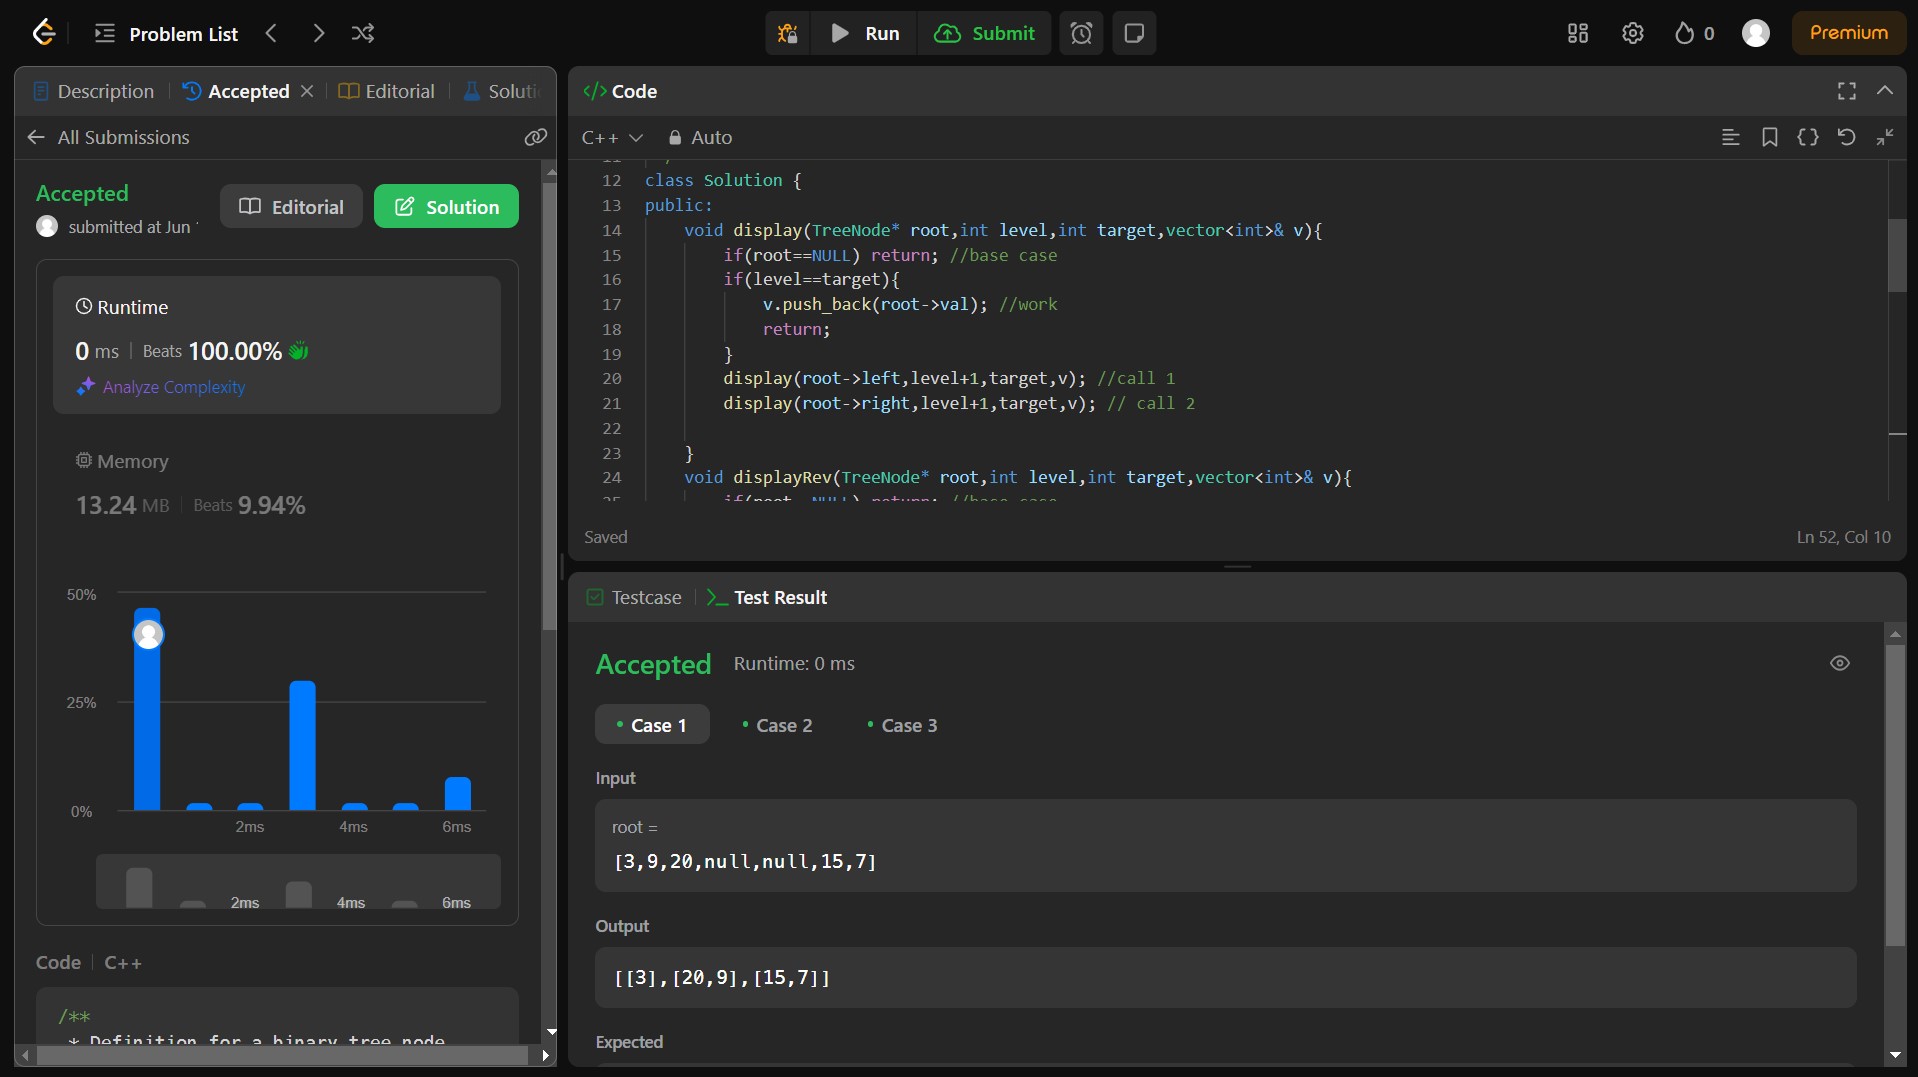 Problem List
Run
Submit
0
Premium
Description
Accepted
Editorial
Soluti
All Submissions
Accepted
submitted at Jun
Editorial
Solution
Runtime
0 ms
Beats 100.00%
Analyze Complexity
Memory
13.24 MB
Beats 9.94%
50%
25%
0%
2ms
4ms
6ms
2ms
4ms
6ms
Code
C++
/**
* Definition for a binary tree node
Code
C++
Auto
12 class Solution {
13 public:
14 void display(TreeNode* root,int level,int target,vector<int>& v){
15 if(root==NULL) return; //base case
16 if(level==target){
17 v.push_back(root->val); //work
18 return;
19 }
20 display(root->left,level+1,target,v); //call 1
21 display(root->right,level+1,target,v); // call 2
22
23 }
24 void displayRev(TreeNode* root,int level,int target,vector<int>& v){
25 if(root==NULL) return; //base case
Saved
Ln 52, Col 10
Testcase
Test Result
Accepted
Runtime: 0 ms
Case 1
Case 2
Case 3
Input
root =
[3,9,20,null,null,15,7]
Output
[[3],[20,9],[15,7]]
Expected